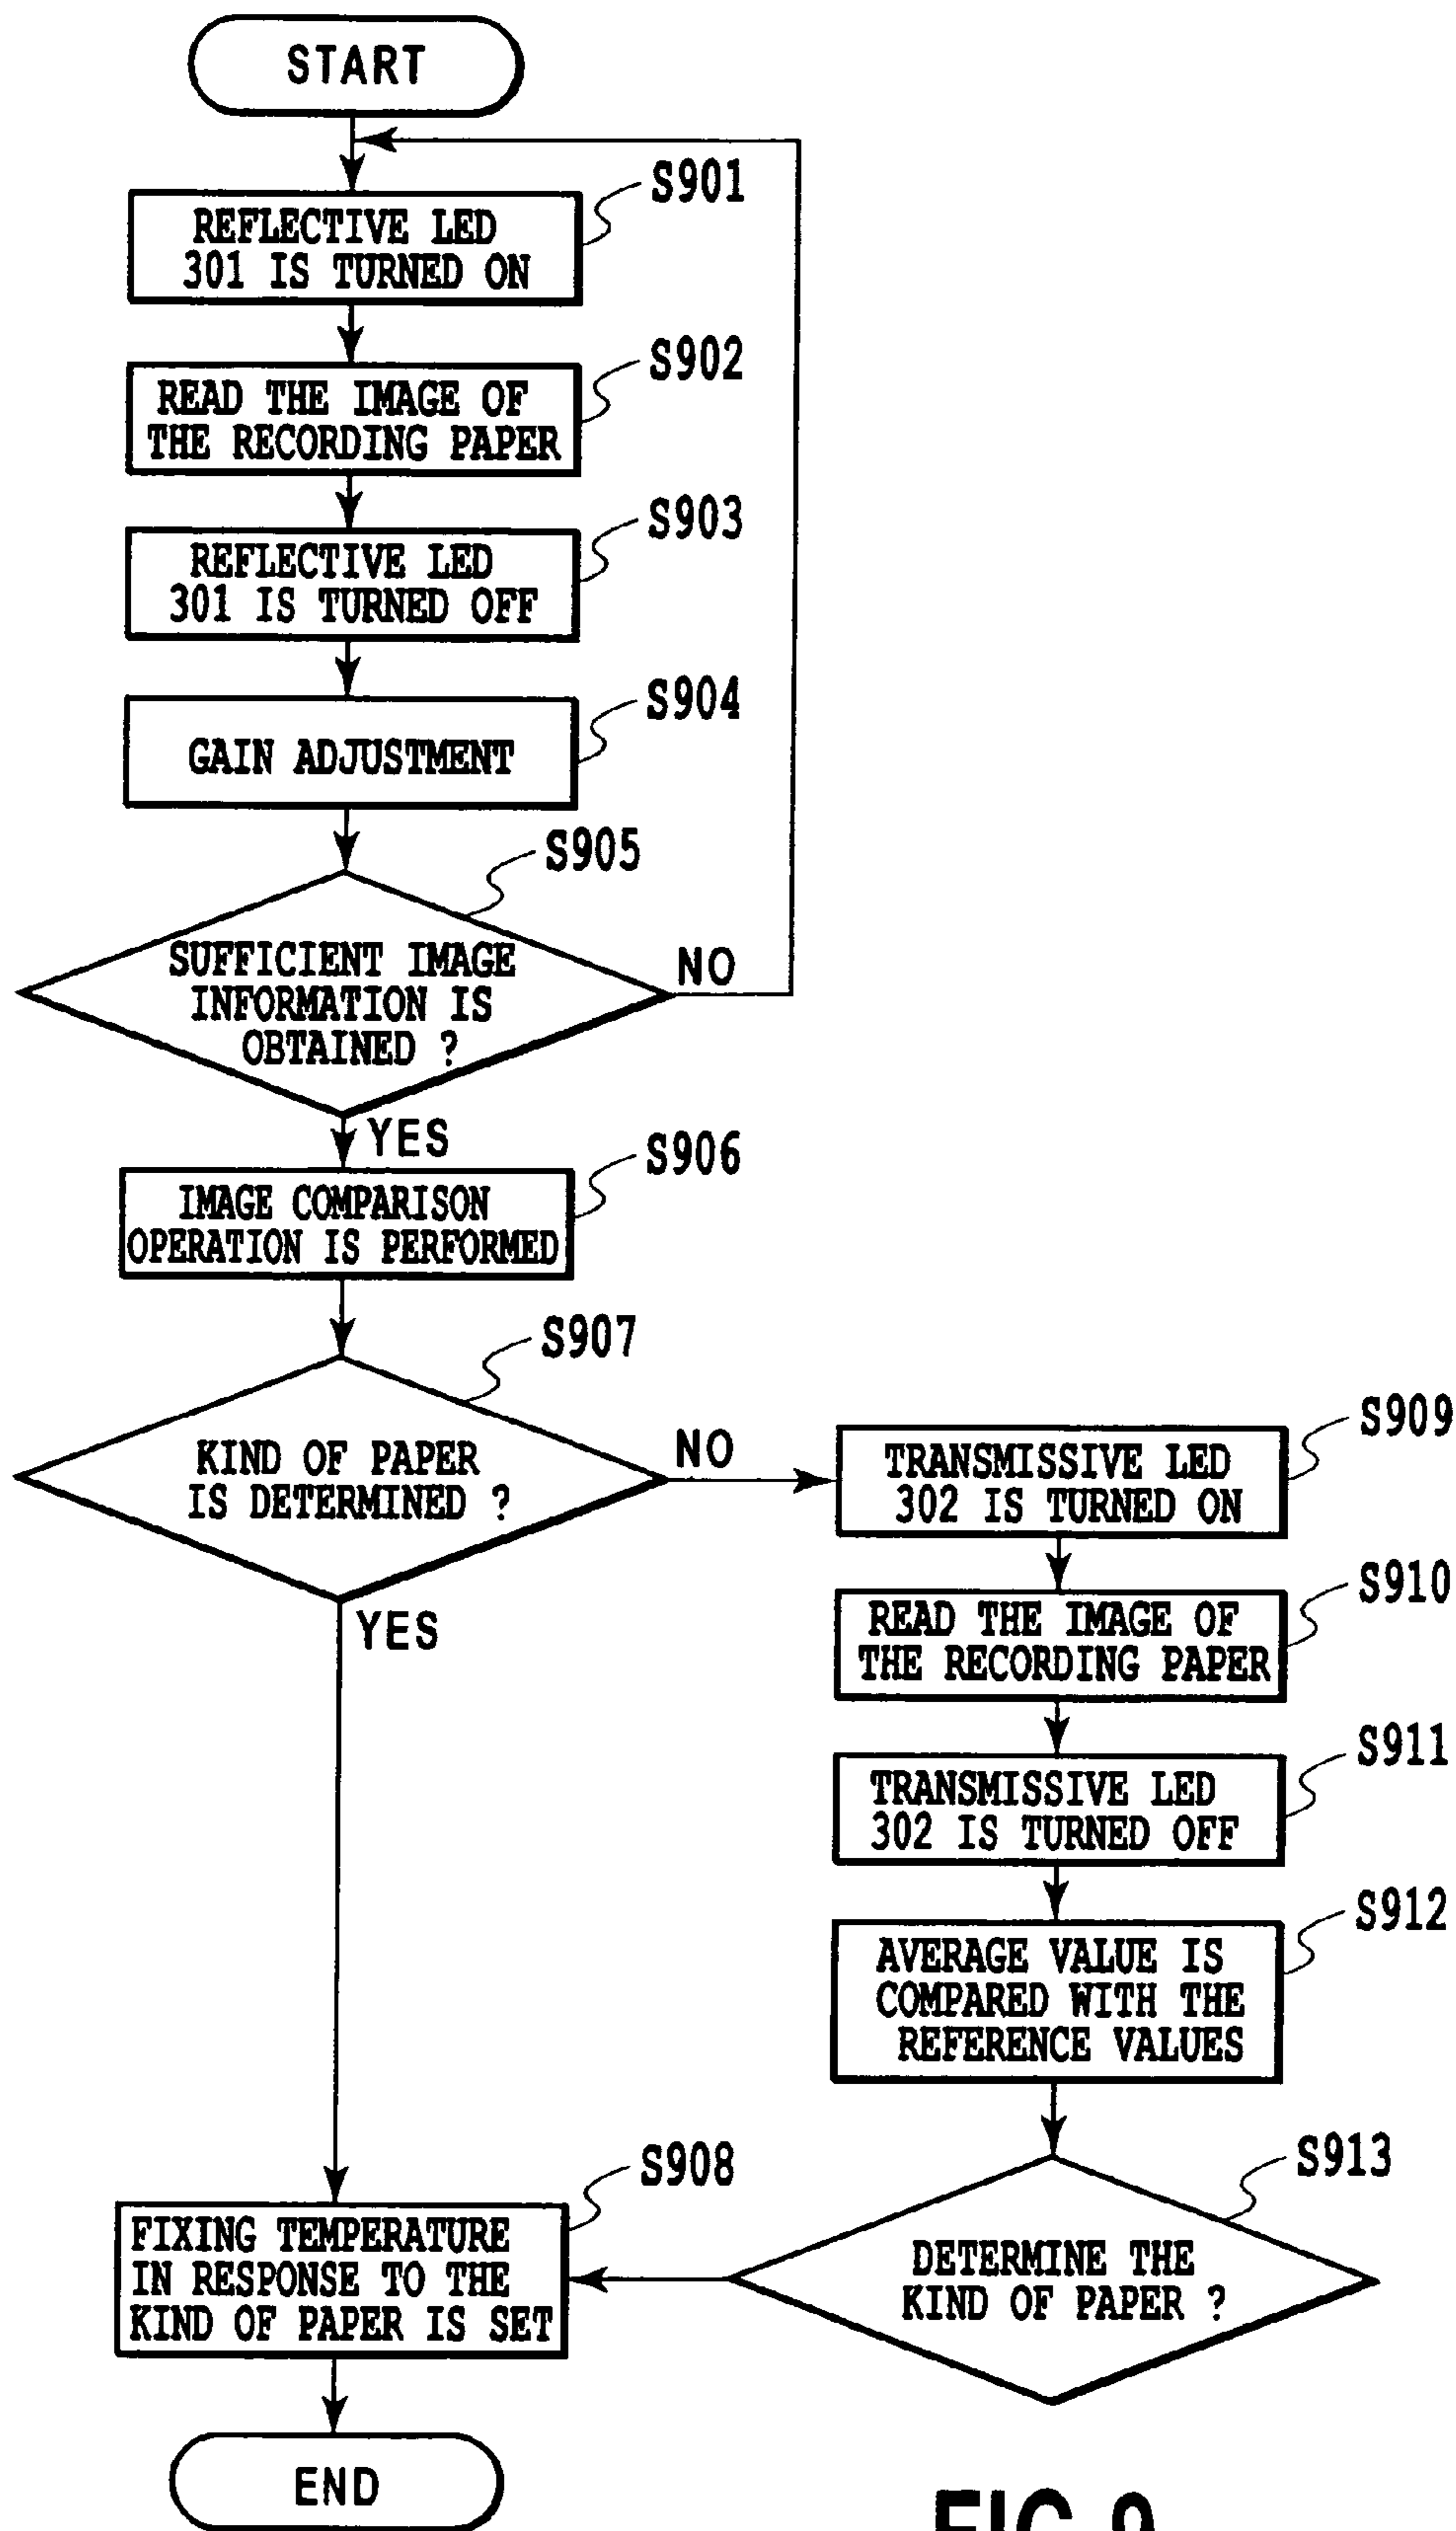 START
S901
REFLECTIVE LED
301 IS TURNED ON
S902
READ THE IMAGE OF
THE RECORDING PAPER
S903
REFLECTIVE LED
301 IS TURNED OFF
S904
GAIN ADJUSTMENT
S905
SUFFICIENT IMAGE
INFORMATION IS
OBTAINED ?
NO
YES
S906
IMAGE COMPARISON
OPERATION IS PERFORMED
S907
KIND OF PAPER
IS DETERMINED ?
NO
YES
S909
TRANSMISSIVE LED
302 IS TURNED ON
S910
READ THE IMAGE OF
THE RECORDING PAPER
S911
TRANSMISSIVE LED
302 IS TURNED OFF
S912
AVERAGE VALUE IS
COMPARED WITH THE
REFERENCE VALUES
S913
DETERMINE THE
KIND OF PAPER ?
S908
FIXING TEMPERATURE
IN RESPONSE TO THE
KIND OF PAPER IS SET
END